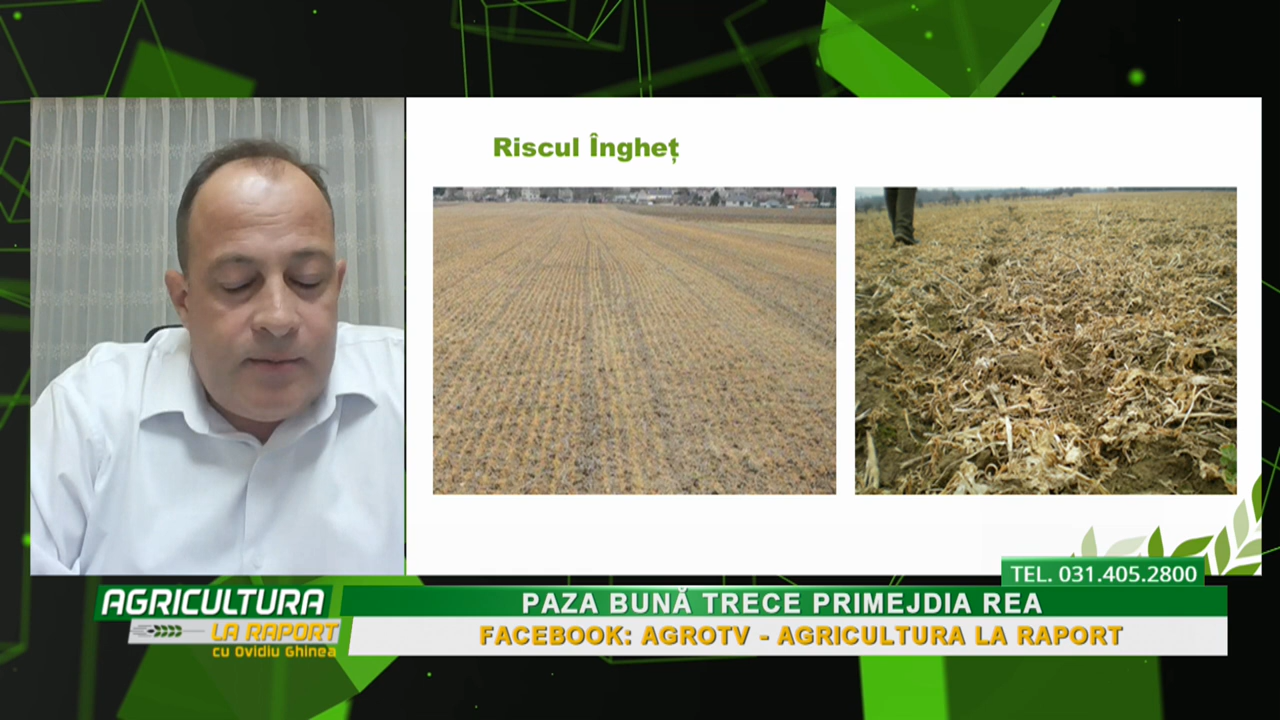 Riscul Îngheț
TEL. 031.405.2800
AGRICULTURA
LA RAPORT
cu Ovidiu Ghinea
PAZA BUNĂ TRECE PRIMEJDIA REA
FACEBOOK: AGROTV - AGRICULTURA LA RAPORT